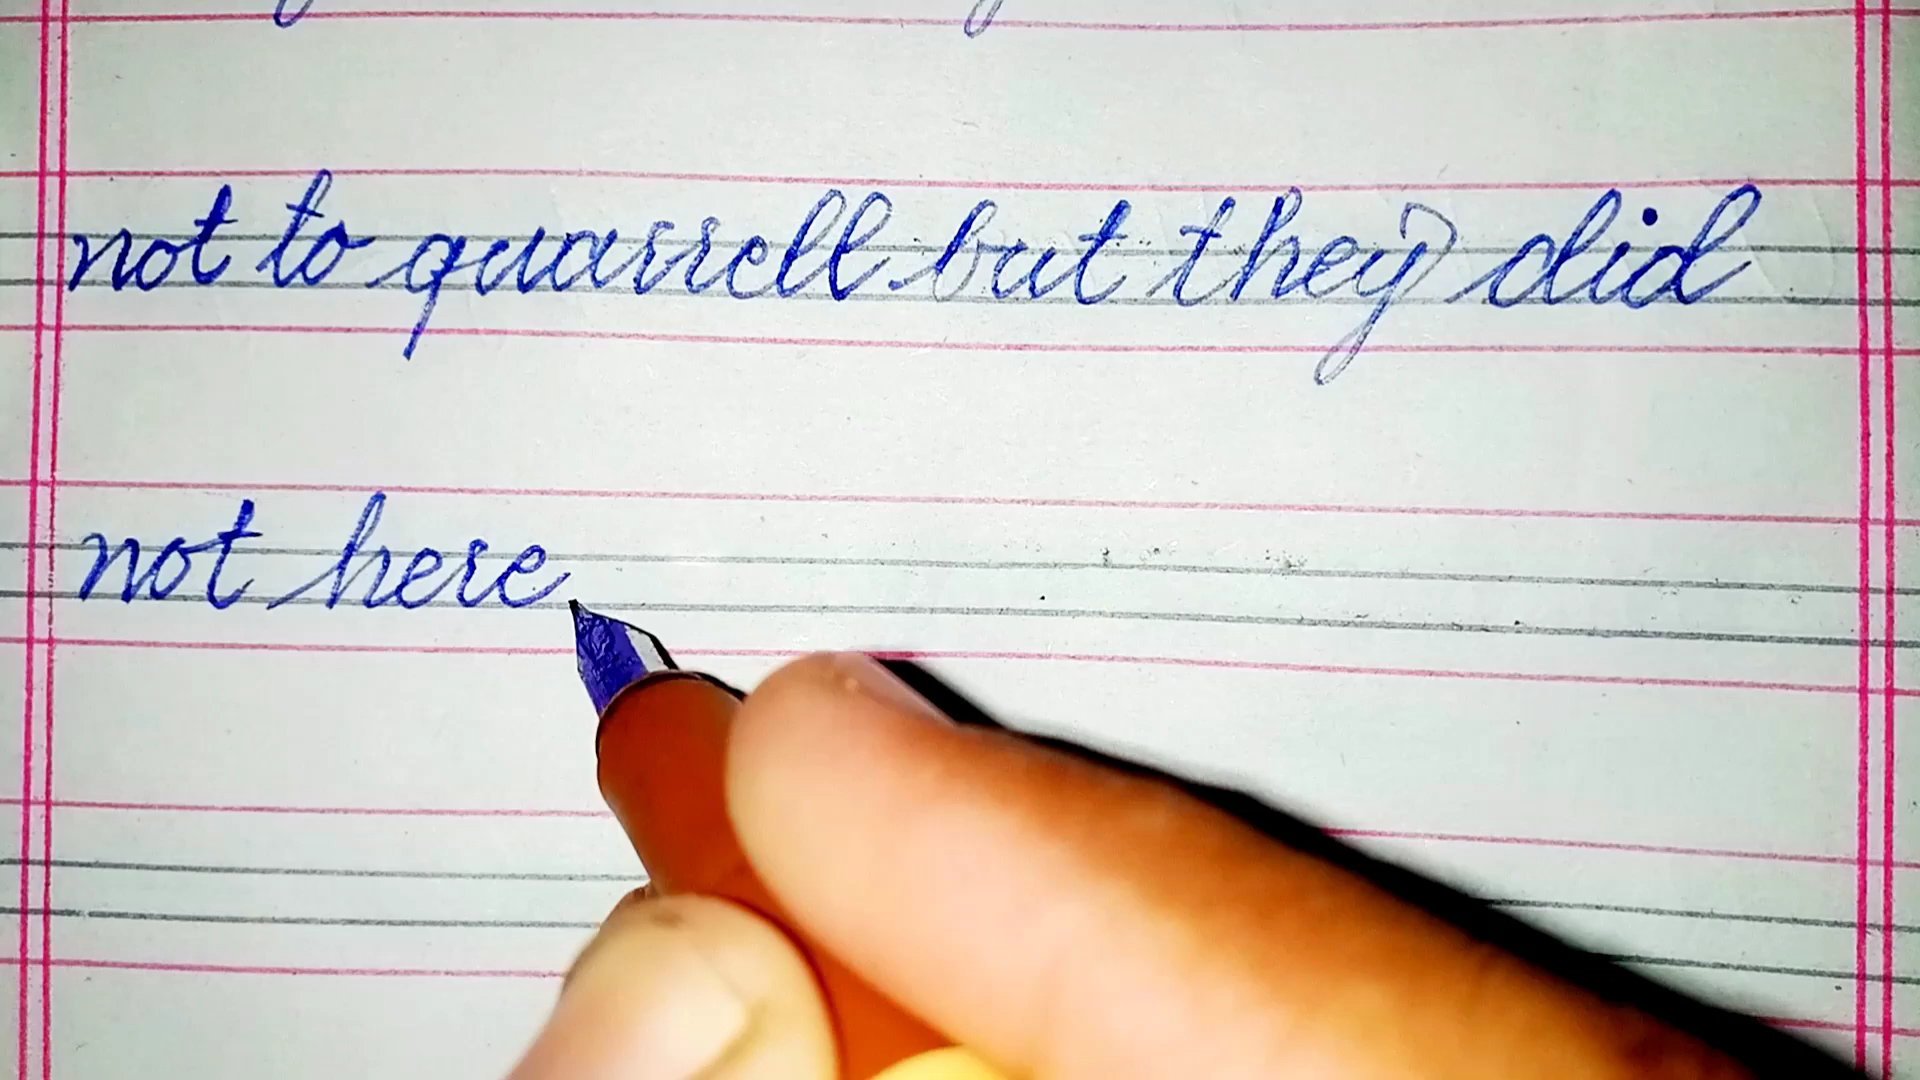 not to quarrell but they did
not here